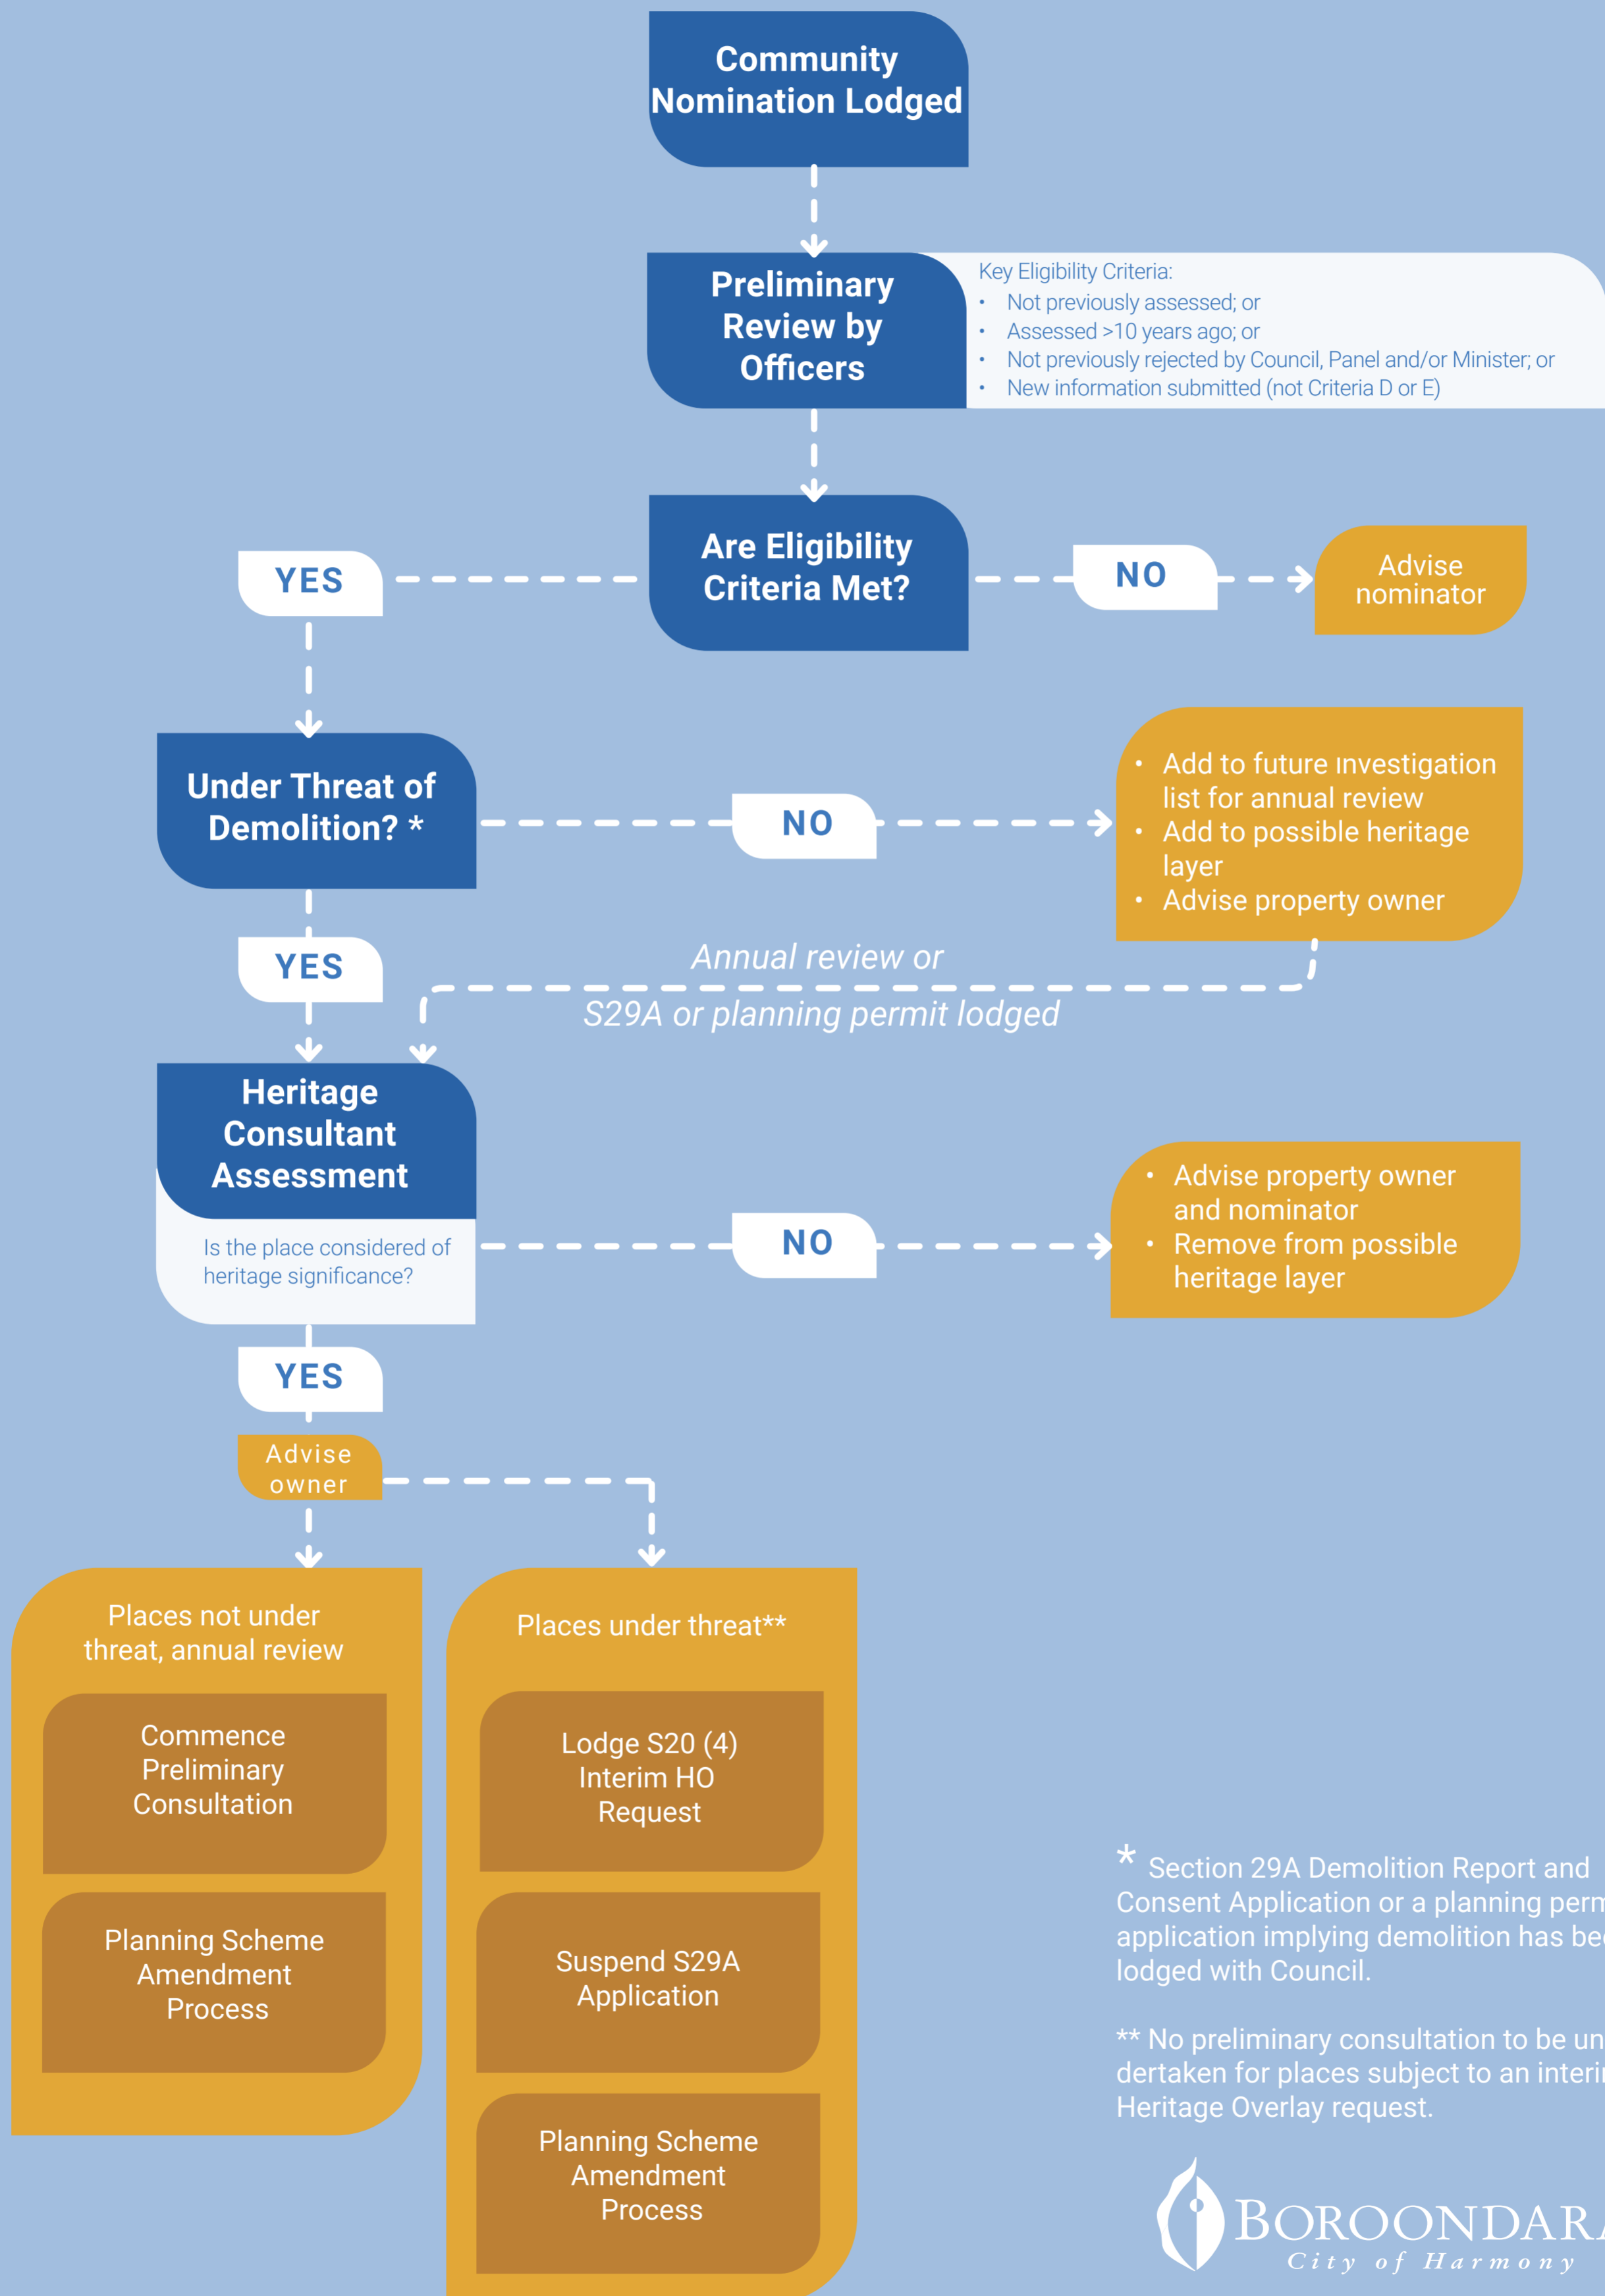 Community
Nomination Lodged
Preliminary
Review by
Officers
Key Eligibility Criteria:
• Not previously assessed; or
• Assessed >10 years ago; or
• Not previously rejected by Council, Panel and/or Minister; or
• New information submitted (not Criteria D or E)
Are Eligibility
Criteria Met?
YES
NO
Advise
nominator
Under Threat of
Demolition? *
NO
• Add to future investigation
list for annual review
• Add to possible heritage
layer
• Advise property owner
YES
Annual review or
S29A or planning permit lodged
Heritage
Consultant
Assessment
Is the place considered of
heritage significance?
NO
• Advise property owner
and nominator
• Remove from possible
heritage layer
YES
Advise
owner
Places not under
threat, annual review
Commence
Preliminary
Consultation
Planning Scheme
Amendment
Process
Places under threat**
Lodge S20 (4)
Interim HO
Request
Suspend S29A
Application
Planning Scheme
Amendment
Process
* Section 29A Demolition Report and
Consent Application or a planning
application implying demolition has
lodged with Council.
** No preliminary consultation to be un
dertaken for places subject to an
Heritage Overlay request.
BOROONDARA
City of Harmony